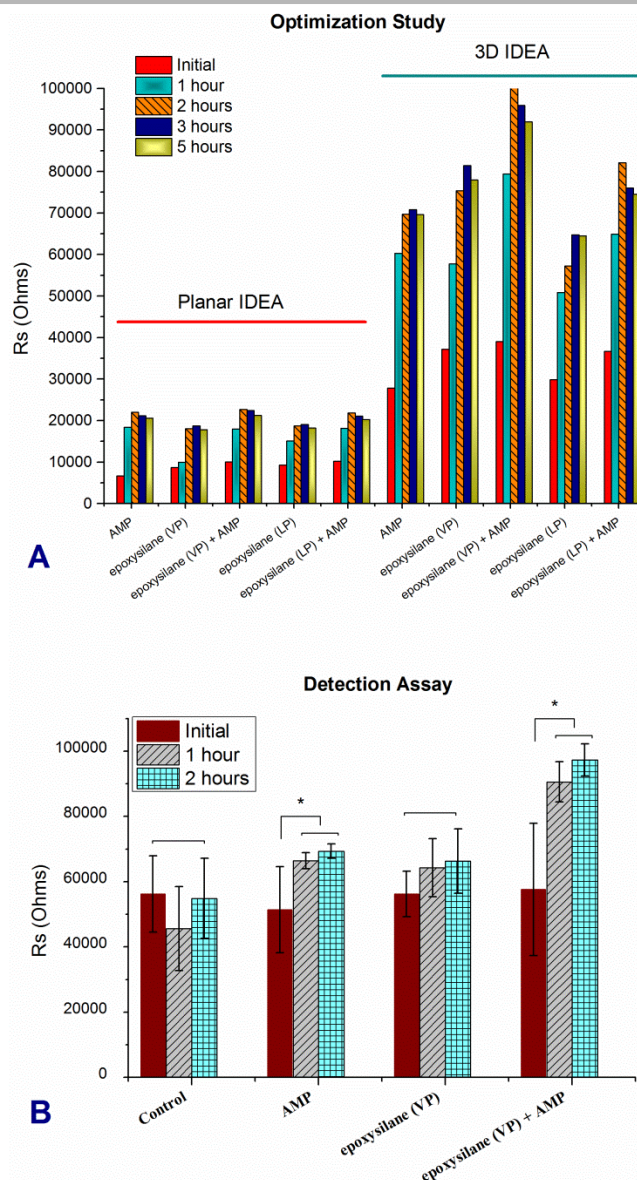 Optimization Study
3D IDEA
Initial
1 hour
2 hours
3 hours
5 hours
Planar IDEA
Rs (Ohms)
100000
90000
80000
70000
60000
50000
40000
30000
20000
10000
0
AMP
epoxysilane (VP)
epoxysilane (VP) + AMP
epoxysilane (LP)
epoxysilane (LP) + AMP
AMP
epoxysilane (VP)
epoxysilane (VP) + AMP
epoxysilane (LP)
epoxysilane (LP) + AMP
A
Detection Assay
Initial
1 hour
2 hours
*
*
Rs (Ohms)
100000
80000
60000
40000
20000
0
Control
AMP
epoxysilane (VP)
epoxysilane (VP) + AMP
B